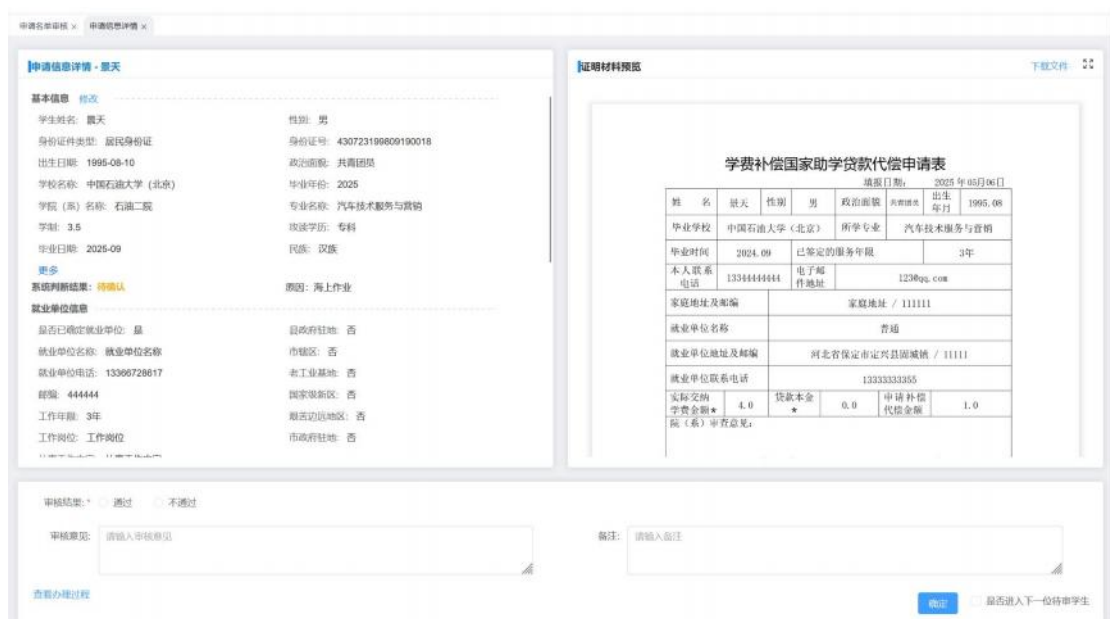 申请名单审核 × 申请信息详情 ×
申请信息详情 - 景天
基本信息 修改
学生姓名: 景天 性别: 男
身份证件类型: 居民身份证 身份证号: 430723199809190018
出生日期: 1995-08-10 政治面貌: 共青团员
学校名称: 中国石油大学（北京） 毕业年份: 2025
学院（系）名称: 石油二院 专业名称: 汽车技术服务与营销
学制: 3.5 攻读学历: 专科
毕业日期: 2025-09 民族: 汉族
更多
系统判断结果: 待确认 原因: 海上作业
就业单位信息
是否已确定就业单位: 是 县政府驻地: 否
就业单位名称: 就业单位名称 市辖区: 否
就业单位电话: 13366728617 老工业基地: 否
邮编: 444444 国家级新区: 否
工作年限: 3年 艰苦边远地区: 否
工作岗位: 工作岗位 市政府驻地: 否
证明材料预览 下载文件
学费补偿国家助学贷款代偿申请表
填报日期: 2025 年 05月06日
姓 名 景天 性别 男 政治面貌 共青团员 出生年月 1995.08
毕业学校 中国石油大学（北京） 所学专业 汽车技术服务与营销
毕业时间 2024.09 已签定的服务年限 3年
本人联系电话 13344444444 电子邮件地址 123@qq.com
家庭地址及邮编 家庭地址 / 111111
就业单位名称 普通
就业单位地址及邮编 河北省保定市定兴县固城镇 / 11111
就业单位联系电话 13333333355
实际交纳学费金额* 4.0 贷款本金* 0.0 申请补偿代偿金额 1.0
院（系）审查意见:
审核结果: * 通过 不通过
审核意见: 请输入审核意见 备注: 请输入备注
查看办理过程 确定 是否进入下一位待审学生